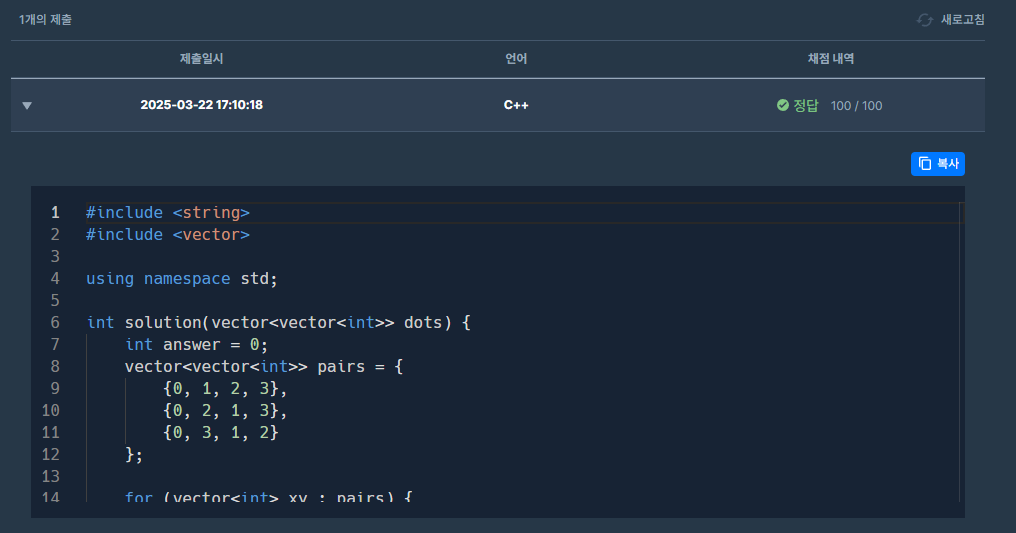 1개의 제출
새로고침
제출일시 언어 채점 내역
2025-03-22 17:10:18 C++ 정답 100 / 100
복사
1 #include <string>
2 #include <vector>
3
4 using namespace std;
5
6 int solution(vector<vector<int>> dots) {
7 int answer = 0;
8 vector<vector<int>> pairs = {
9 {0, 1, 2, 3},
10 {0, 2, 1, 3},
11 {0, 3, 1, 2}
12 };
13
14 for (vector<int> xy : pairs) {